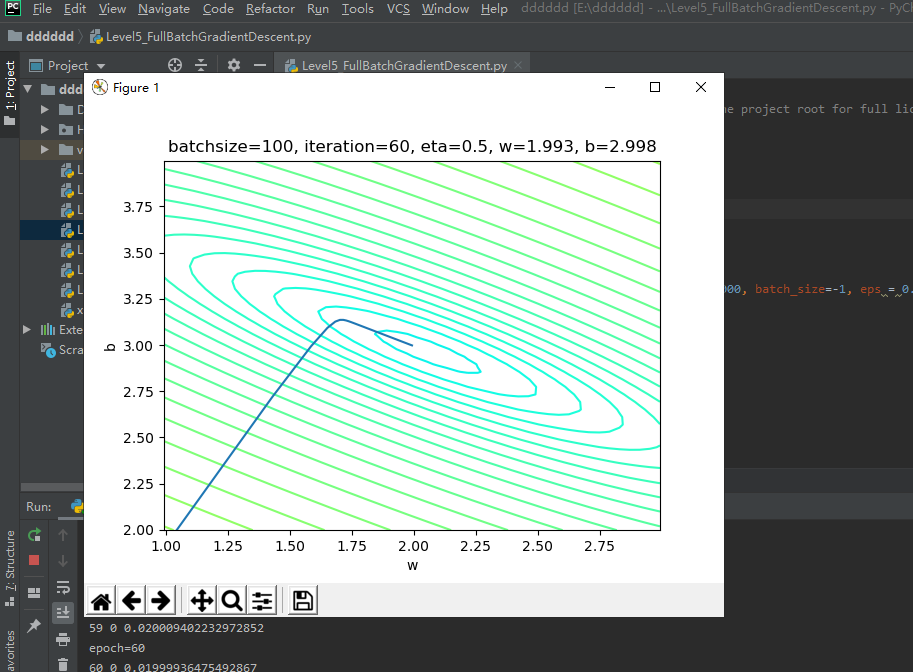 PC File Edit View Navigate Code Refactor Run Tools VCS Window Help dddddd [E:\dddddd] - ...\Level5_FullBatchGradientDescent.py - PyCh
dddddd Level5_FullBatchGradientDescent.py
Project Level5_FullBatchGradientDescent.py
1: Project
ddd
Figure 1
e project root for full lic
batchsize=100, iteration=60, eta=0.5, w=1.993, b=2.998
3.75
3.50
3.25
3.00
2.75
2.50
2.25
2.00
b
1.00 1.25 1.50 1.75 2.00 2.25 2.50 2.75
w
L
L
L
L
L
L
L
x
Exte
Scra
00, batch_size=-1, eps = 0.
Run:
7: Structure
avorites
59 0 0.020009402232972852
epoch=60
60 0 0.01999936475492867